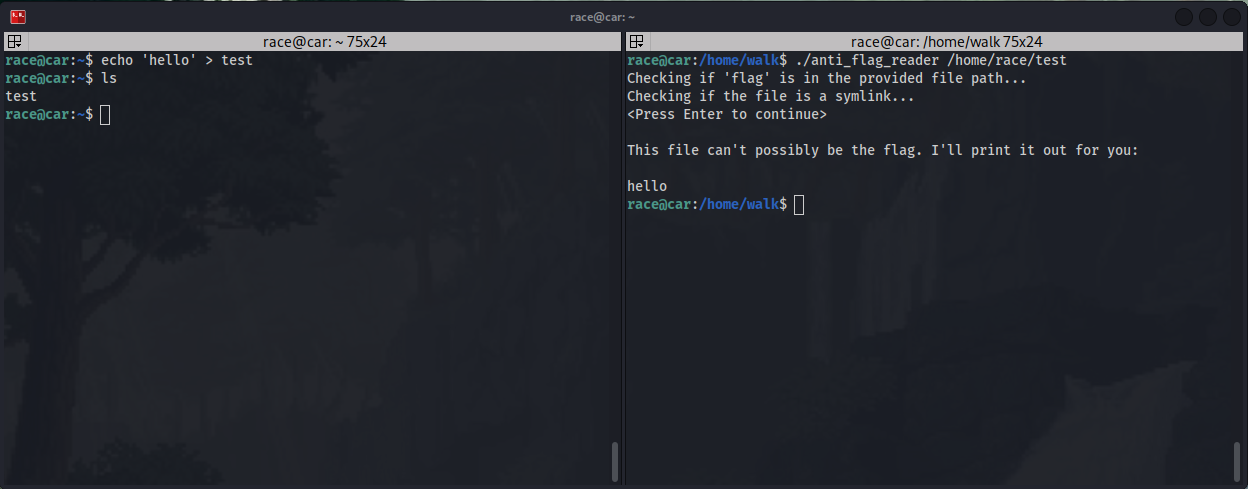 race@car: ~
race@car: ~ 75x24
race@car:~$ echo 'hello' > test
race@car:~$ ls
test
race@car:~$
race@car: /home/walk 75x24
race@car:/home/walk$ ./anti_flag_reader /home/race/test
Checking if 'flag' is in the provided file path...
Checking if the file is a symlink...
<Press Enter to continue>
This file can't possibly be the flag. I'll print it out for you:
hello
race@car:/home/walk$